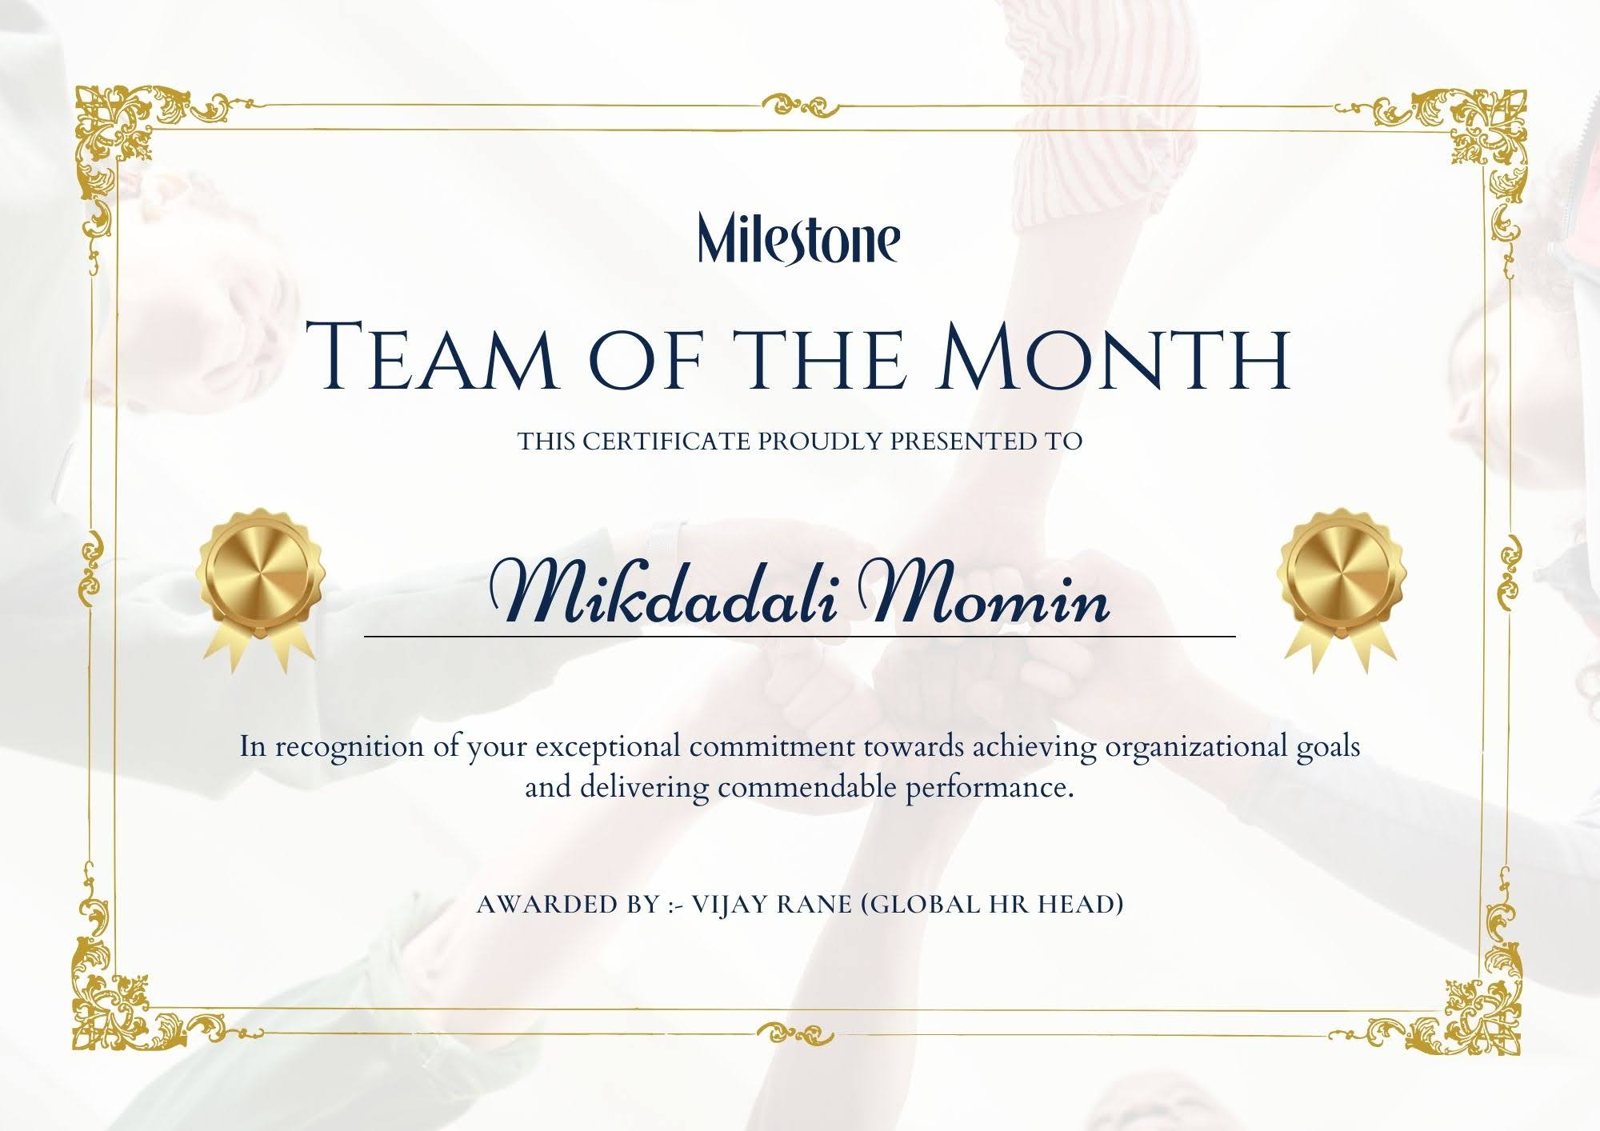 Milestone
TEAM OF THE MONTH
THIS CERTIFICATE PROUDLY PRESENTED TO
Mikdadali Momin
In recognition of your exceptional commitment towards achieving organizational goals
and delivering commendable performance.
AWARDED BY :- VIJAY RANE (GLOBAL HR HEAD)